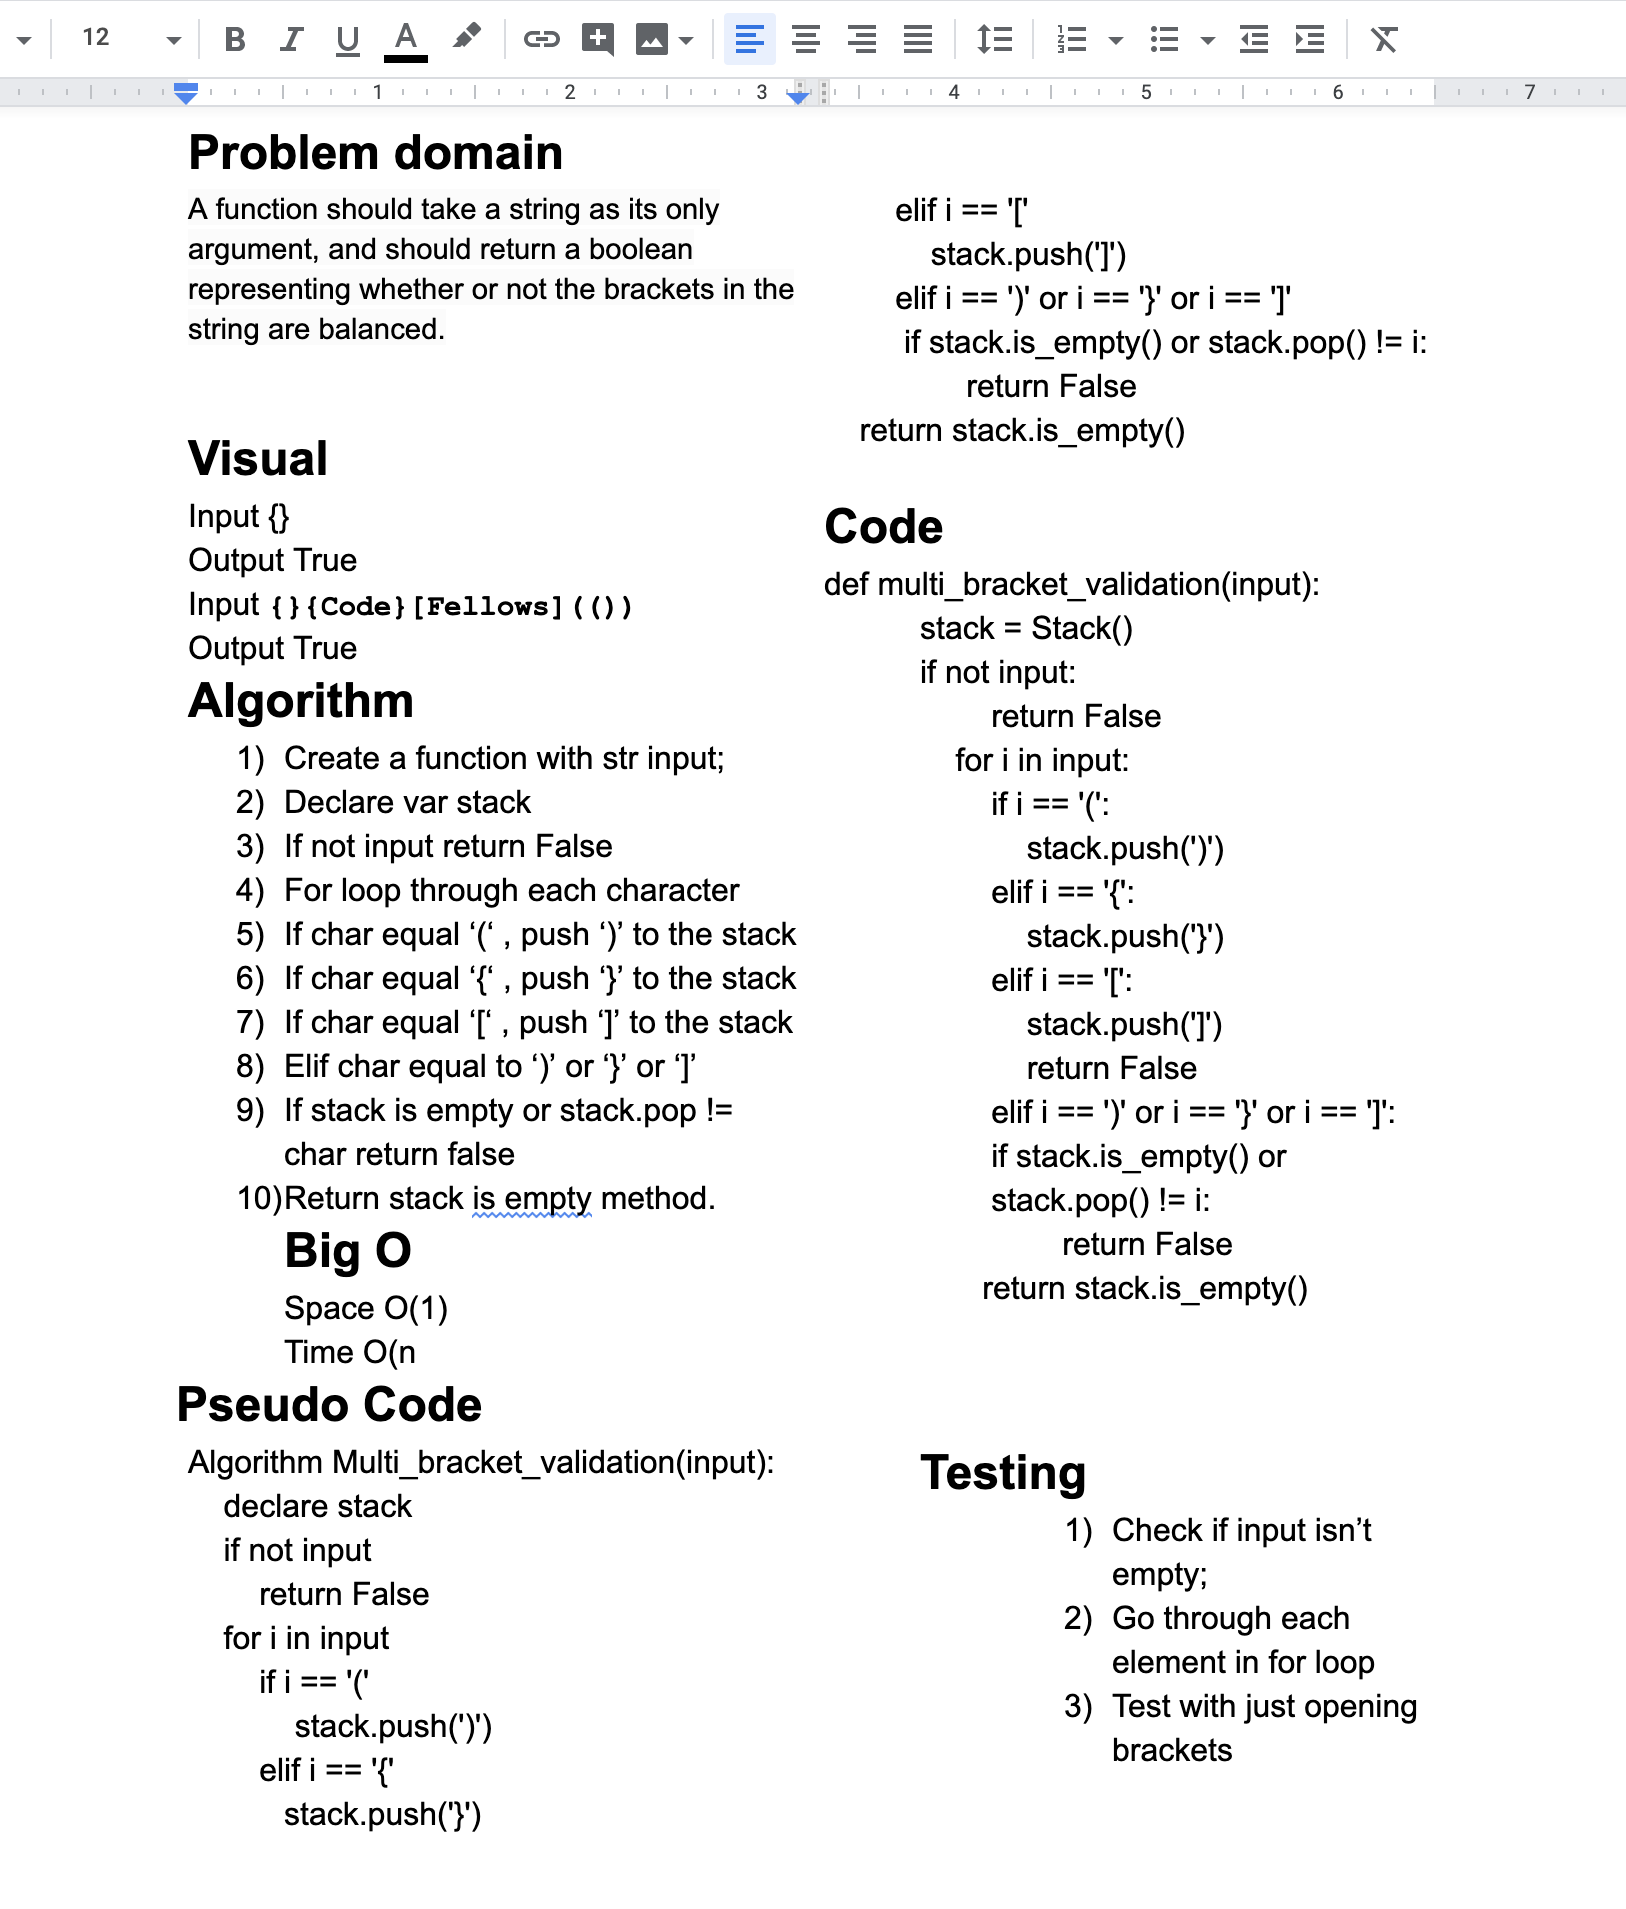 12
B I U A
1 2 3 4 5 6 7
Problem domain
A function should take a string as its only
argument, and should return a boolean
representing whether or not the brackets in the
string are balanced.
Visual
Input {}
Output True
Input {}{Code}[Fellows](())
Output True
Algorithm
1) Create a function with str input;
2) Declare var stack
3) If not input return False
4) For loop through each character
5) If char equal ‘(‘ , push ‘)’ to the stack
6) If char equal ‘{‘ , push ‘}’ to the stack
7) If char equal ‘[‘ , push ‘]’ to the stack
8) Elif char equal to ‘)’ or ‘}’ or ‘]’
9) If stack is empty or stack.pop !=
char return false
10)Return stack is empty method.
Big O
Space O(1)
Time O(n
Pseudo Code
Algorithm Multi_bracket_validation(input):
declare stack
if not input
return False
for i in input
if i == '('
stack.push(')')
elif i == '{'
stack.push('}')
elif i == '['
stack.push(']')
elif i == ')' or i == '}' or i == ']'
if stack.is_empty() or stack.pop() != i:
return False
return stack.is_empty()
Code
def multi_bracket_validation(input):
stack = Stack()
if not input:
return False
for i in input:
if i == '(':
stack.push(')')
elif i == '{':
stack.push('}')
elif i == '[':
stack.push(']')
return False
elif i == ')' or i == '}' or i == ']':
if stack.is_empty() or
stack.pop() != i:
return False
return stack.is_empty()
Testing
1) Check if input isn’t
empty;
2) Go through each
element in for loop
3) Test with just opening
brackets